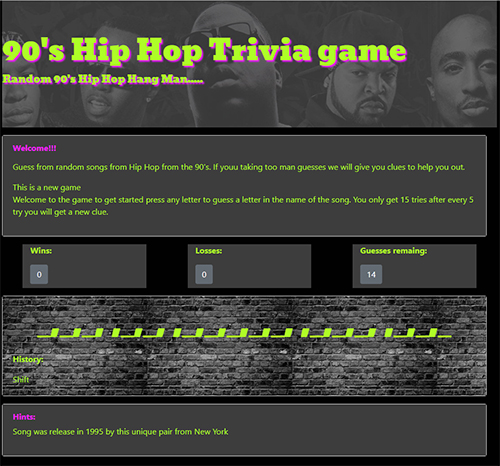 90's Hip Hop Trivia game
Random 90's Hip Hop Hang Man.....
Welcome!!!
Guess from random songs from Hip Hop from the 90's. If youu taking too man guesses we will give you clues to help you out.
This is a new game
Welcome to the game to get started press any letter to guess a letter in the name of the song. You only get 15 tries after every 5
try you will get a new clue.
Wins: Losses: Guesses remaing:
0 0 14
_,_,_,_,_,_,_,_,_,_,_,_,_,_
History:
Shift
Hints:
Song was release in 1995 by this unique pair from New York